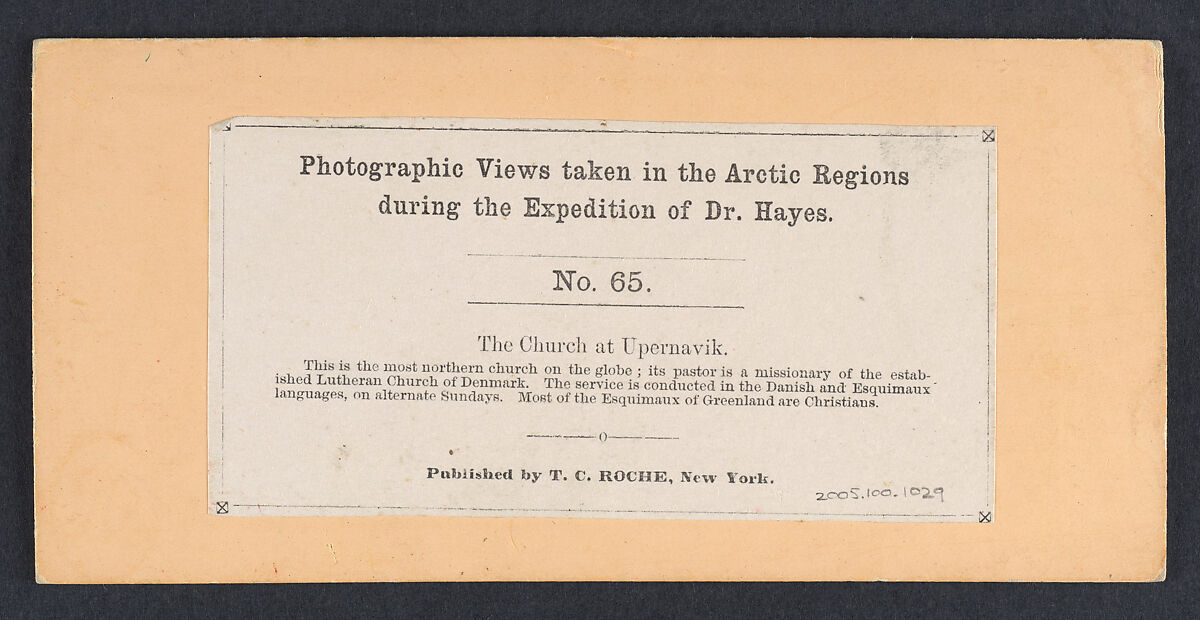 Photographic Views taken in the Arctic Regions
during the Expedition of Dr. Hayes.
No. 65.
The Church at Upernavik.
This is the most northern church on the globe; its pastor is a missionary of the estab-
ished Lutheran Church of Denmark. The service is conducted in the Danish and Esquimaux
languages, on alternate Sundays. Most of the Esquimaux of Greenland are Christians.
Published by T. C. ROCHE, New York.
2005.100.1029